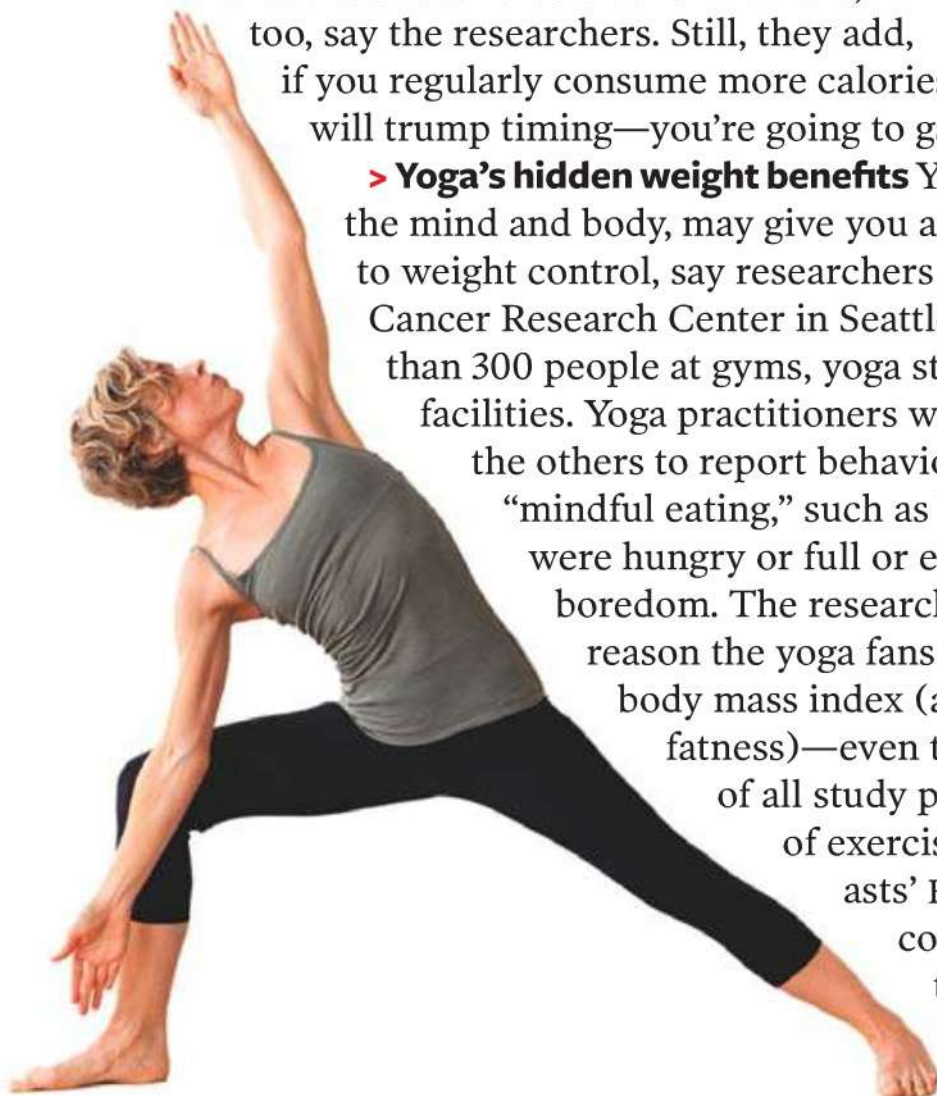 too, say the researchers. Still, they add,
if you regularly consume more calories
will trump timing—you're going to g
> Yoga's hidden weight benefits Y
the mind and body, may give you a
to weight control, say researchers
Cancer Research Center in Seattl
than 300 people at gyms, yoga st
facilities. Yoga practitioners w
the others to report behavio
“mindful eating,” such as
were hungry or full or e
boredom. The research
reason the yoga fans
body mass index (a
fatness)—even t
of all study p
of exercis
asts’
co